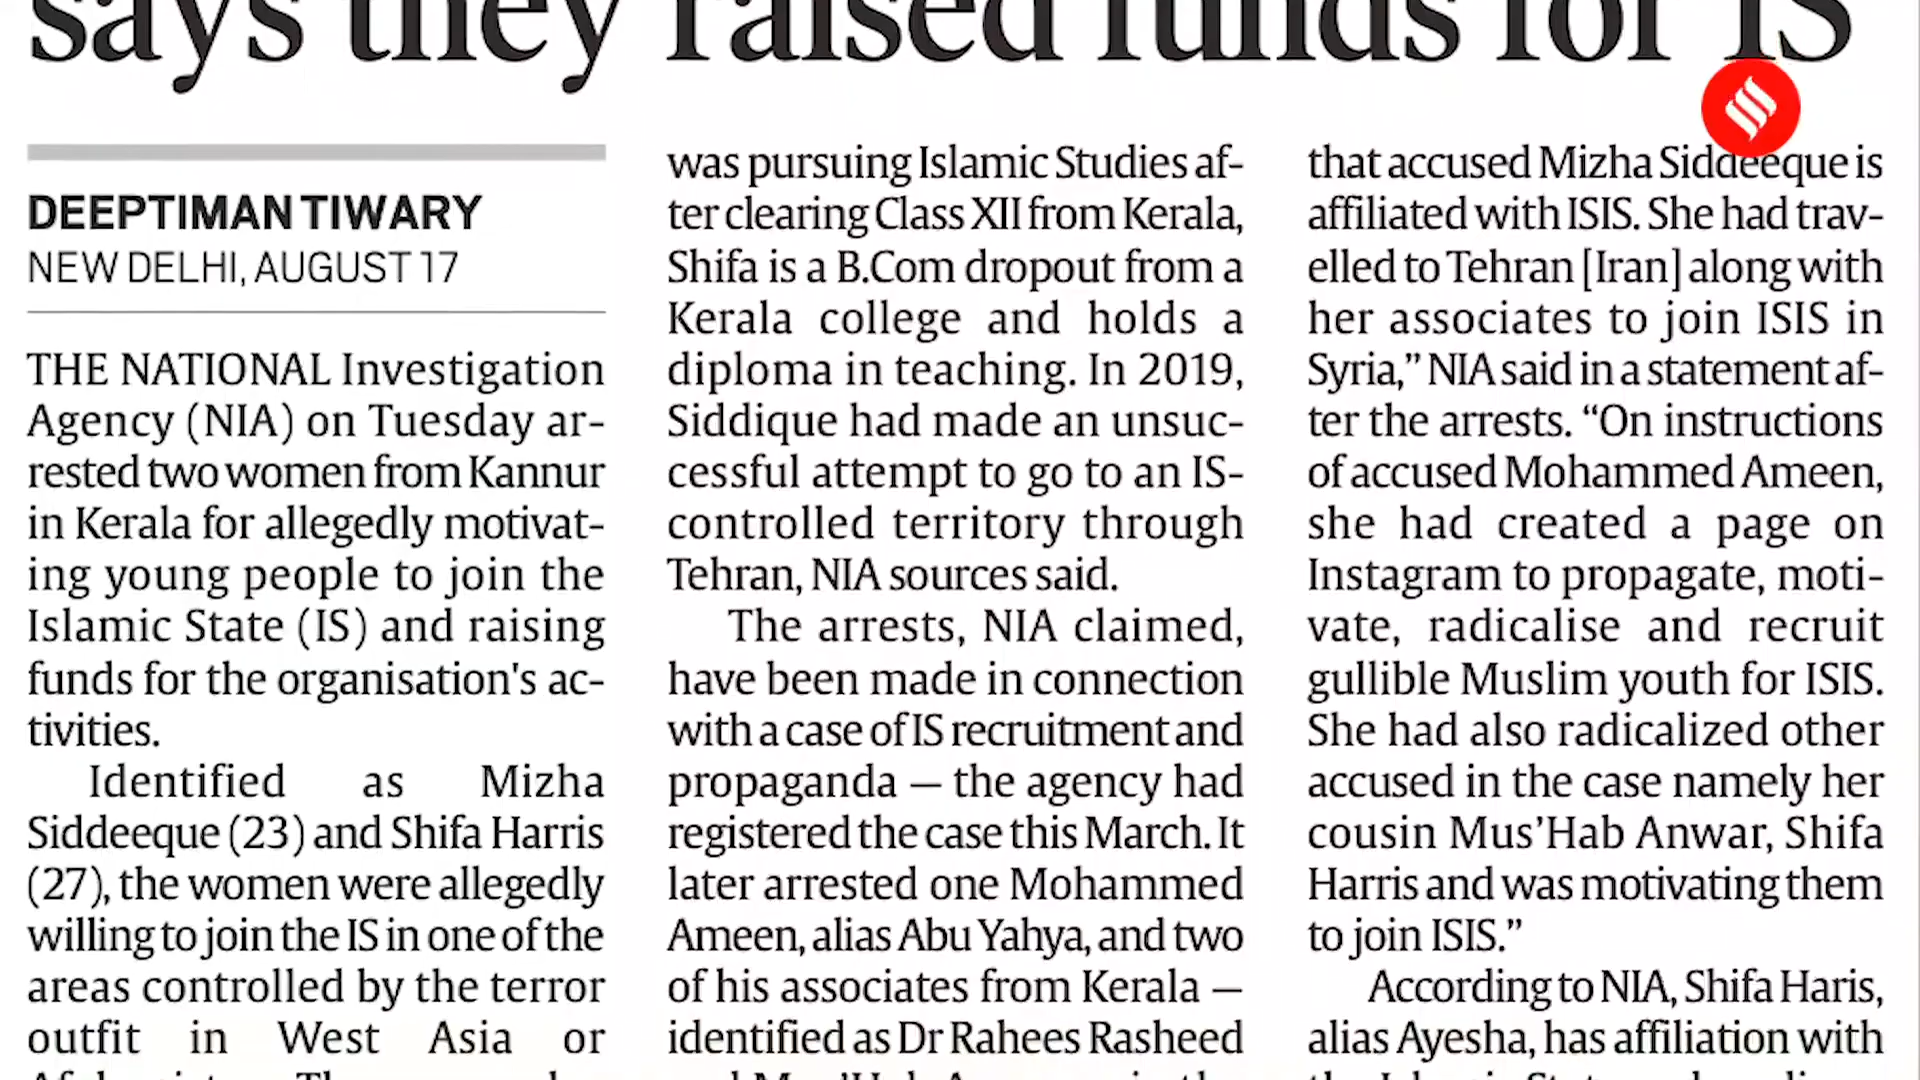 says they raised funds for IS
DEEPTIMAN TIWARY
NEW DELHI, AUGUST 17
THE NATIONAL Investigation
Agency (NIA) on Tuesday ar-
rested two women from Kannur
in Kerala for allegedly motivat-
ing young people to join the
Islamic State (IS) and raising
funds for the organisation's ac-
tivities.
Identified as Mizha
Siddeeque (23) and Shifa Harris
(27), the women were allegedly
willing to join the IS in one of the
areas controlled by the terror
outfit in West Asia or
was pursuing Islamic Studies af-
ter clearing Class XII from Kerala,
Shifa is a B.Com dropout from a
Kerala college and holds a
diploma in teaching. In 2019,
Siddique had made an unsuc-
cessful attempt to go to an IS-
controlled territory through
Tehran, NIA sources said.
The arrests, NIA claimed,
have been made in connection
with a case of IS recruitment and
propaganda — the agency had
registered the case this March. It
later arrested one Mohammed
Ameen, alias Abu Yahya, and two
of his associates from Kerala —
identified as Dr Rahees Rasheed
that accused Mizha Siddeeque is
affiliated with ISIS. She had trav-
elled to Tehran [Iran] along with
her associates to join ISIS in
Syria,” NIA said in a statement af-
ter the arrests. “On instructions
of accused Mohammed Ameen,
she had created a page on
Instagram to propagate, moti-
vate, radicalise and recruit
gullible Muslim youth for ISIS.
She had also radicalized other
accused in the case namely her
cousin Mus’Hab Anwar, Shifa
Harris and was motivating them
to join ISIS.”
According to NIA, Shifa Haris,
alias Ayesha, has affiliation with